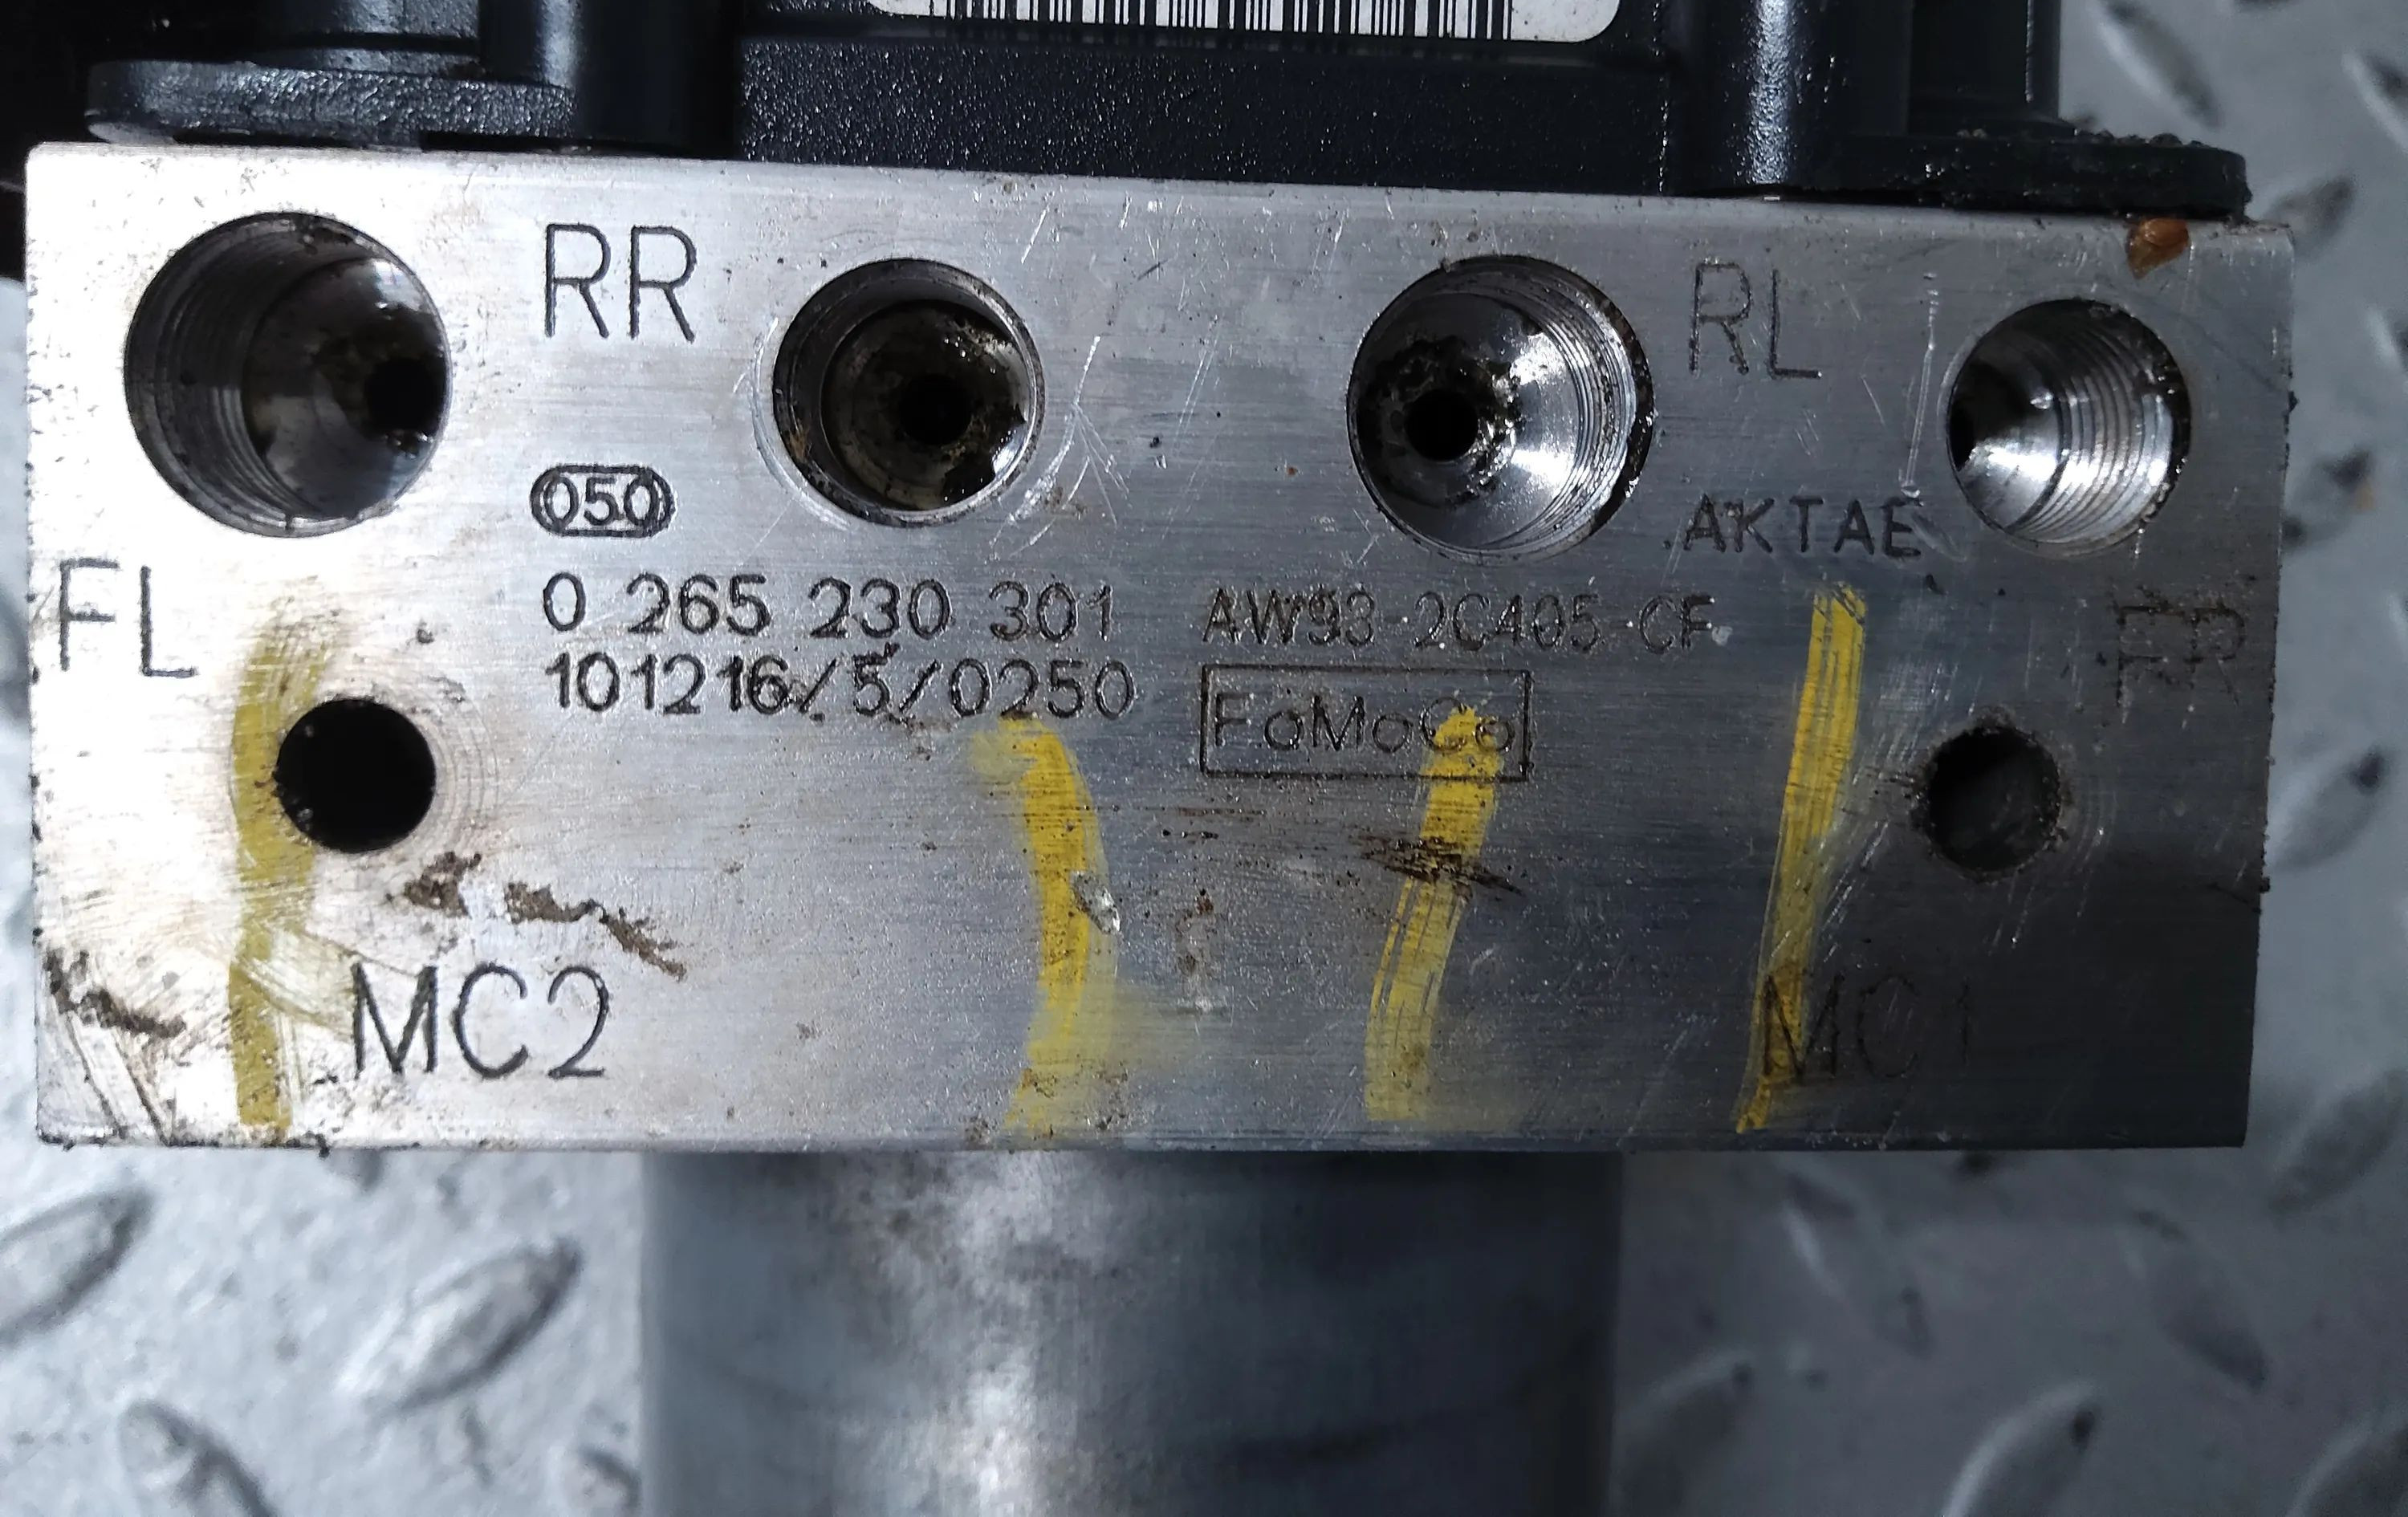 RR
RL
050
AKTAE
FL
0 265 230 301
AW93-2C405-CF
FR
101216/5/0250
FoMoCo
MC2
MC1